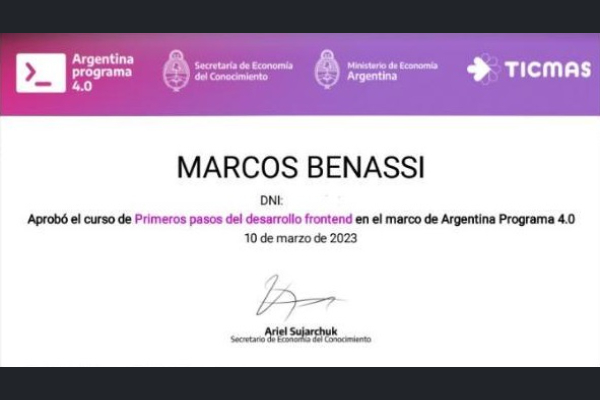 Argentina
programa
4.0
Secretaría de Economía
del Conocimiento
Ministerio de Economía
Argentina
TICMAS
MARCOS BENASSI
DNI:
Aprobó el curso de Primeros pasos del desarrollo frontend en el marco de Argentina Programa 4.0
10 de marzo de 2023
Ariel Sujarchuk
Secretario de Economía del Conocimiento